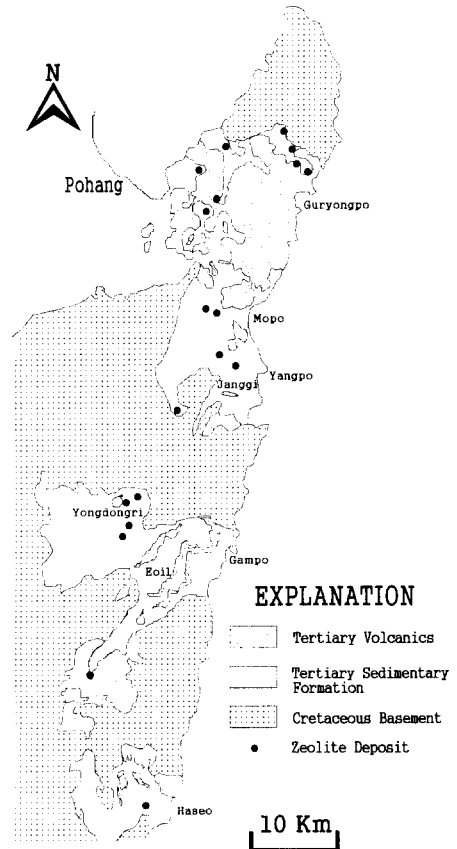 N
Pohang
Guryongpo
Mopo
Yangpo
Janggi
Yongdongri
Eoil
Gampo
EXPLANATION
Tertiary Volcanics
Tertiary Sedimentary
Formation
Cretaceous Basement
Zeolite Deposit
Haseo
10 Km